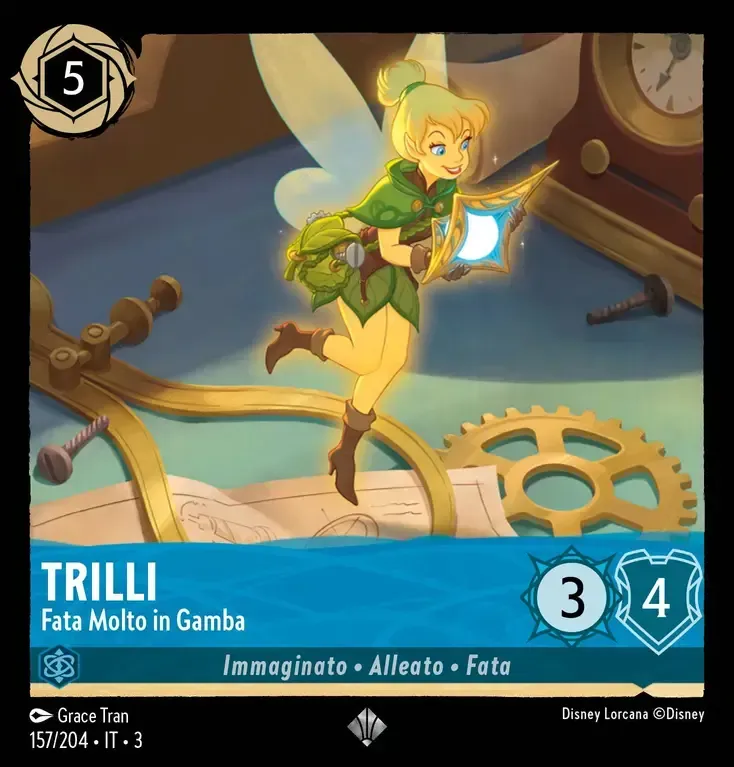 5
TRILLI
Fata Molto in Gamba
3
4
Immaginato • Alleato • Fata
Grace Tran
Disney Lorcana ©Disney
157/204 • IT • 3